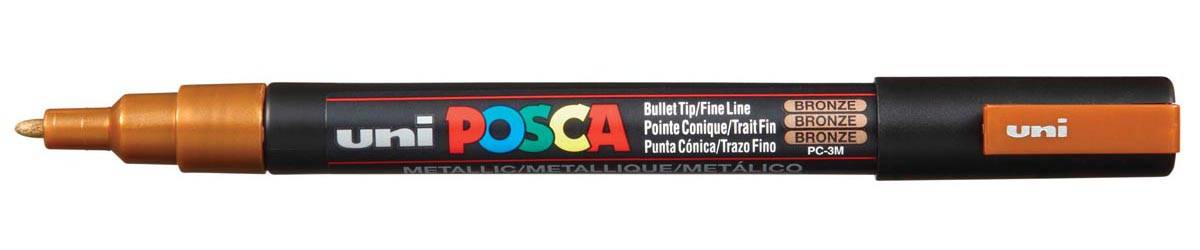 uni POSCA
Bullet Tip/Fine Line
Pointe Conique/Trait Fin
Punta Cónica/Trazo Fino
BRONZE
BRONZE
BRONZE
PC-3M
METALLIC/METALLIQUE/METÁLICO
uni